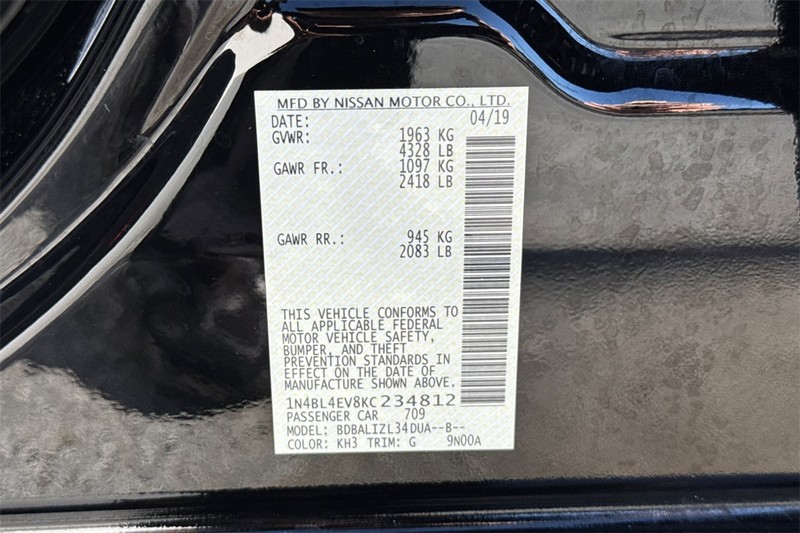 MFD BY NISSAN MOTOR CO., LTD.
DATE: 04/19
GVWR: 1963 KG
4328 LB
GAWR FR.: 1097 KG
2418 LB
GAWR RR.: 945 KG
2083 LB
THIS VEHICLE CONFORMS TO
ALL APPLICABLE FEDERAL
MOTOR VEHICLE SAFETY,
BUMPER, AND THEFT
PREVENTION STANDARDS IN
EFFECT ON THE DATE OF
MANUFACTURE SHOWN ABOVE.
1N4BL4EV8KC234812
PASSENGER CAR 709
MODEL: BDBALIZL34DUA--B--
COLOR: KH3 TRIM: G 9N00A